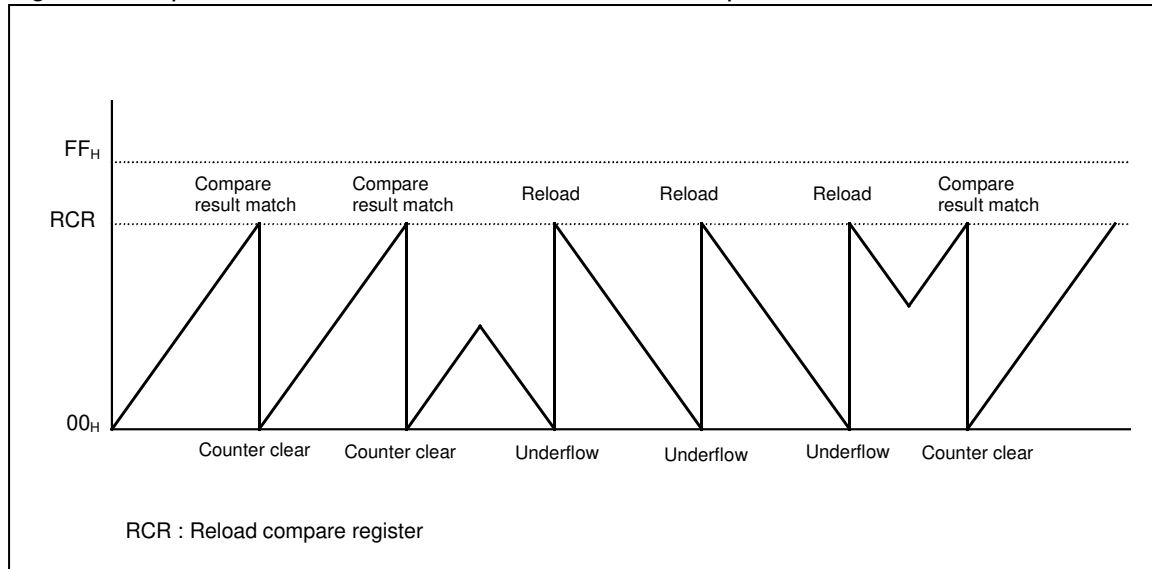 FFH
Compare
result match
Compare
result match
Reload
Reload
Reload
Compare
result match
RCR
00H
Counter clear
Counter clear
Underflow
Underflow
Underflow
Counter clear
RCR : Reload compare register